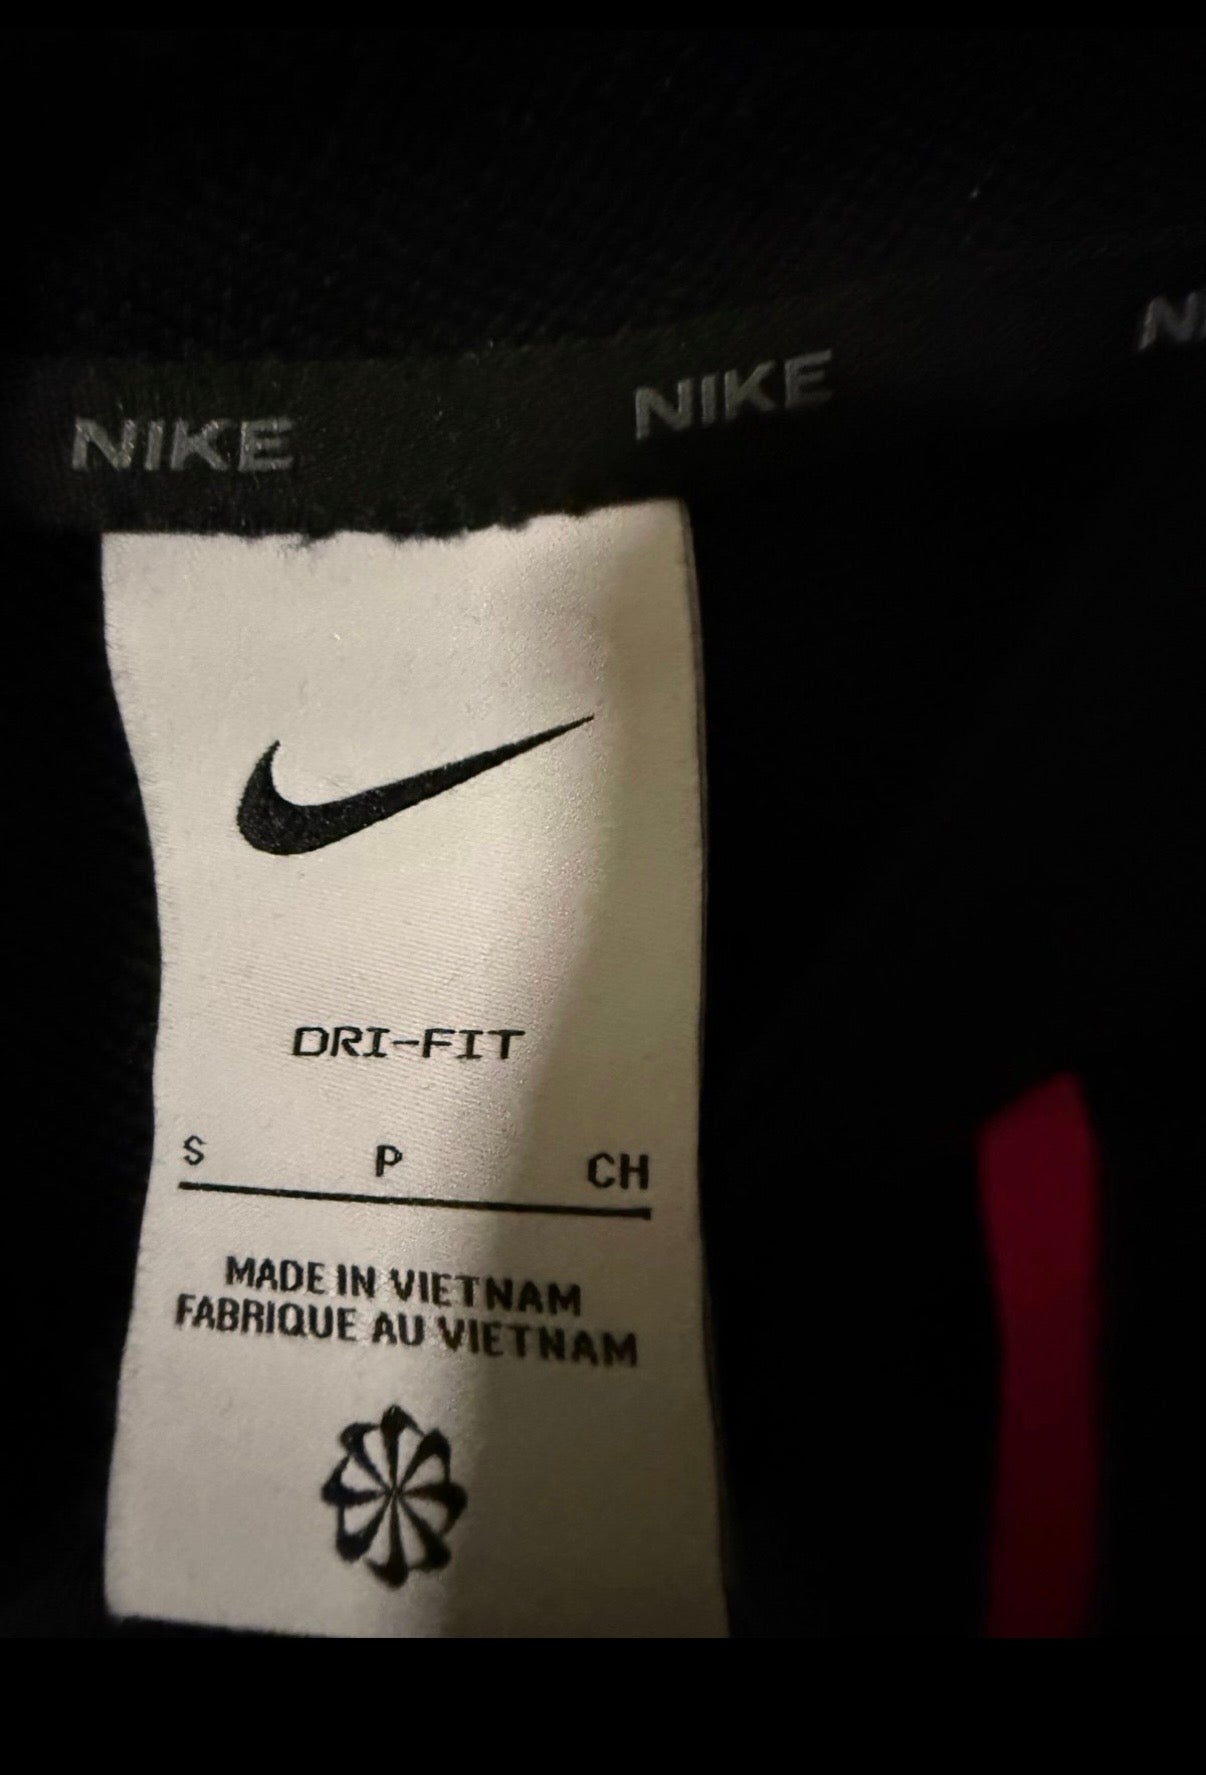 NIKE NIKE N
DRI-FIT
S P CH
MADE IN VIETNAM
FABRIQUE AU VIETNAM